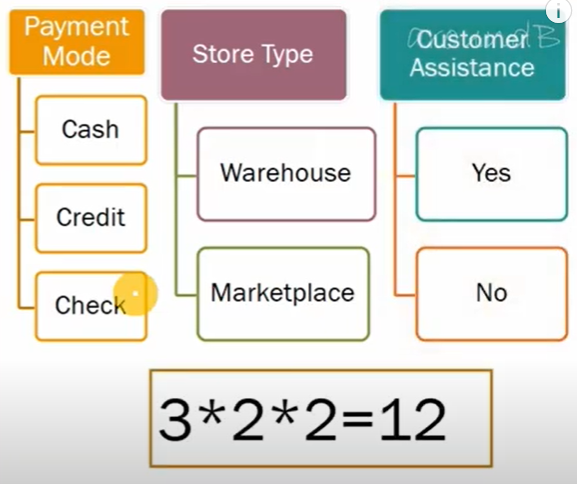 Payment
Mode
Cash
Credit
Check
Store Type
Warehouse
Marketplace
Customer
Assistance
Yes
No
3*2*2=12
i